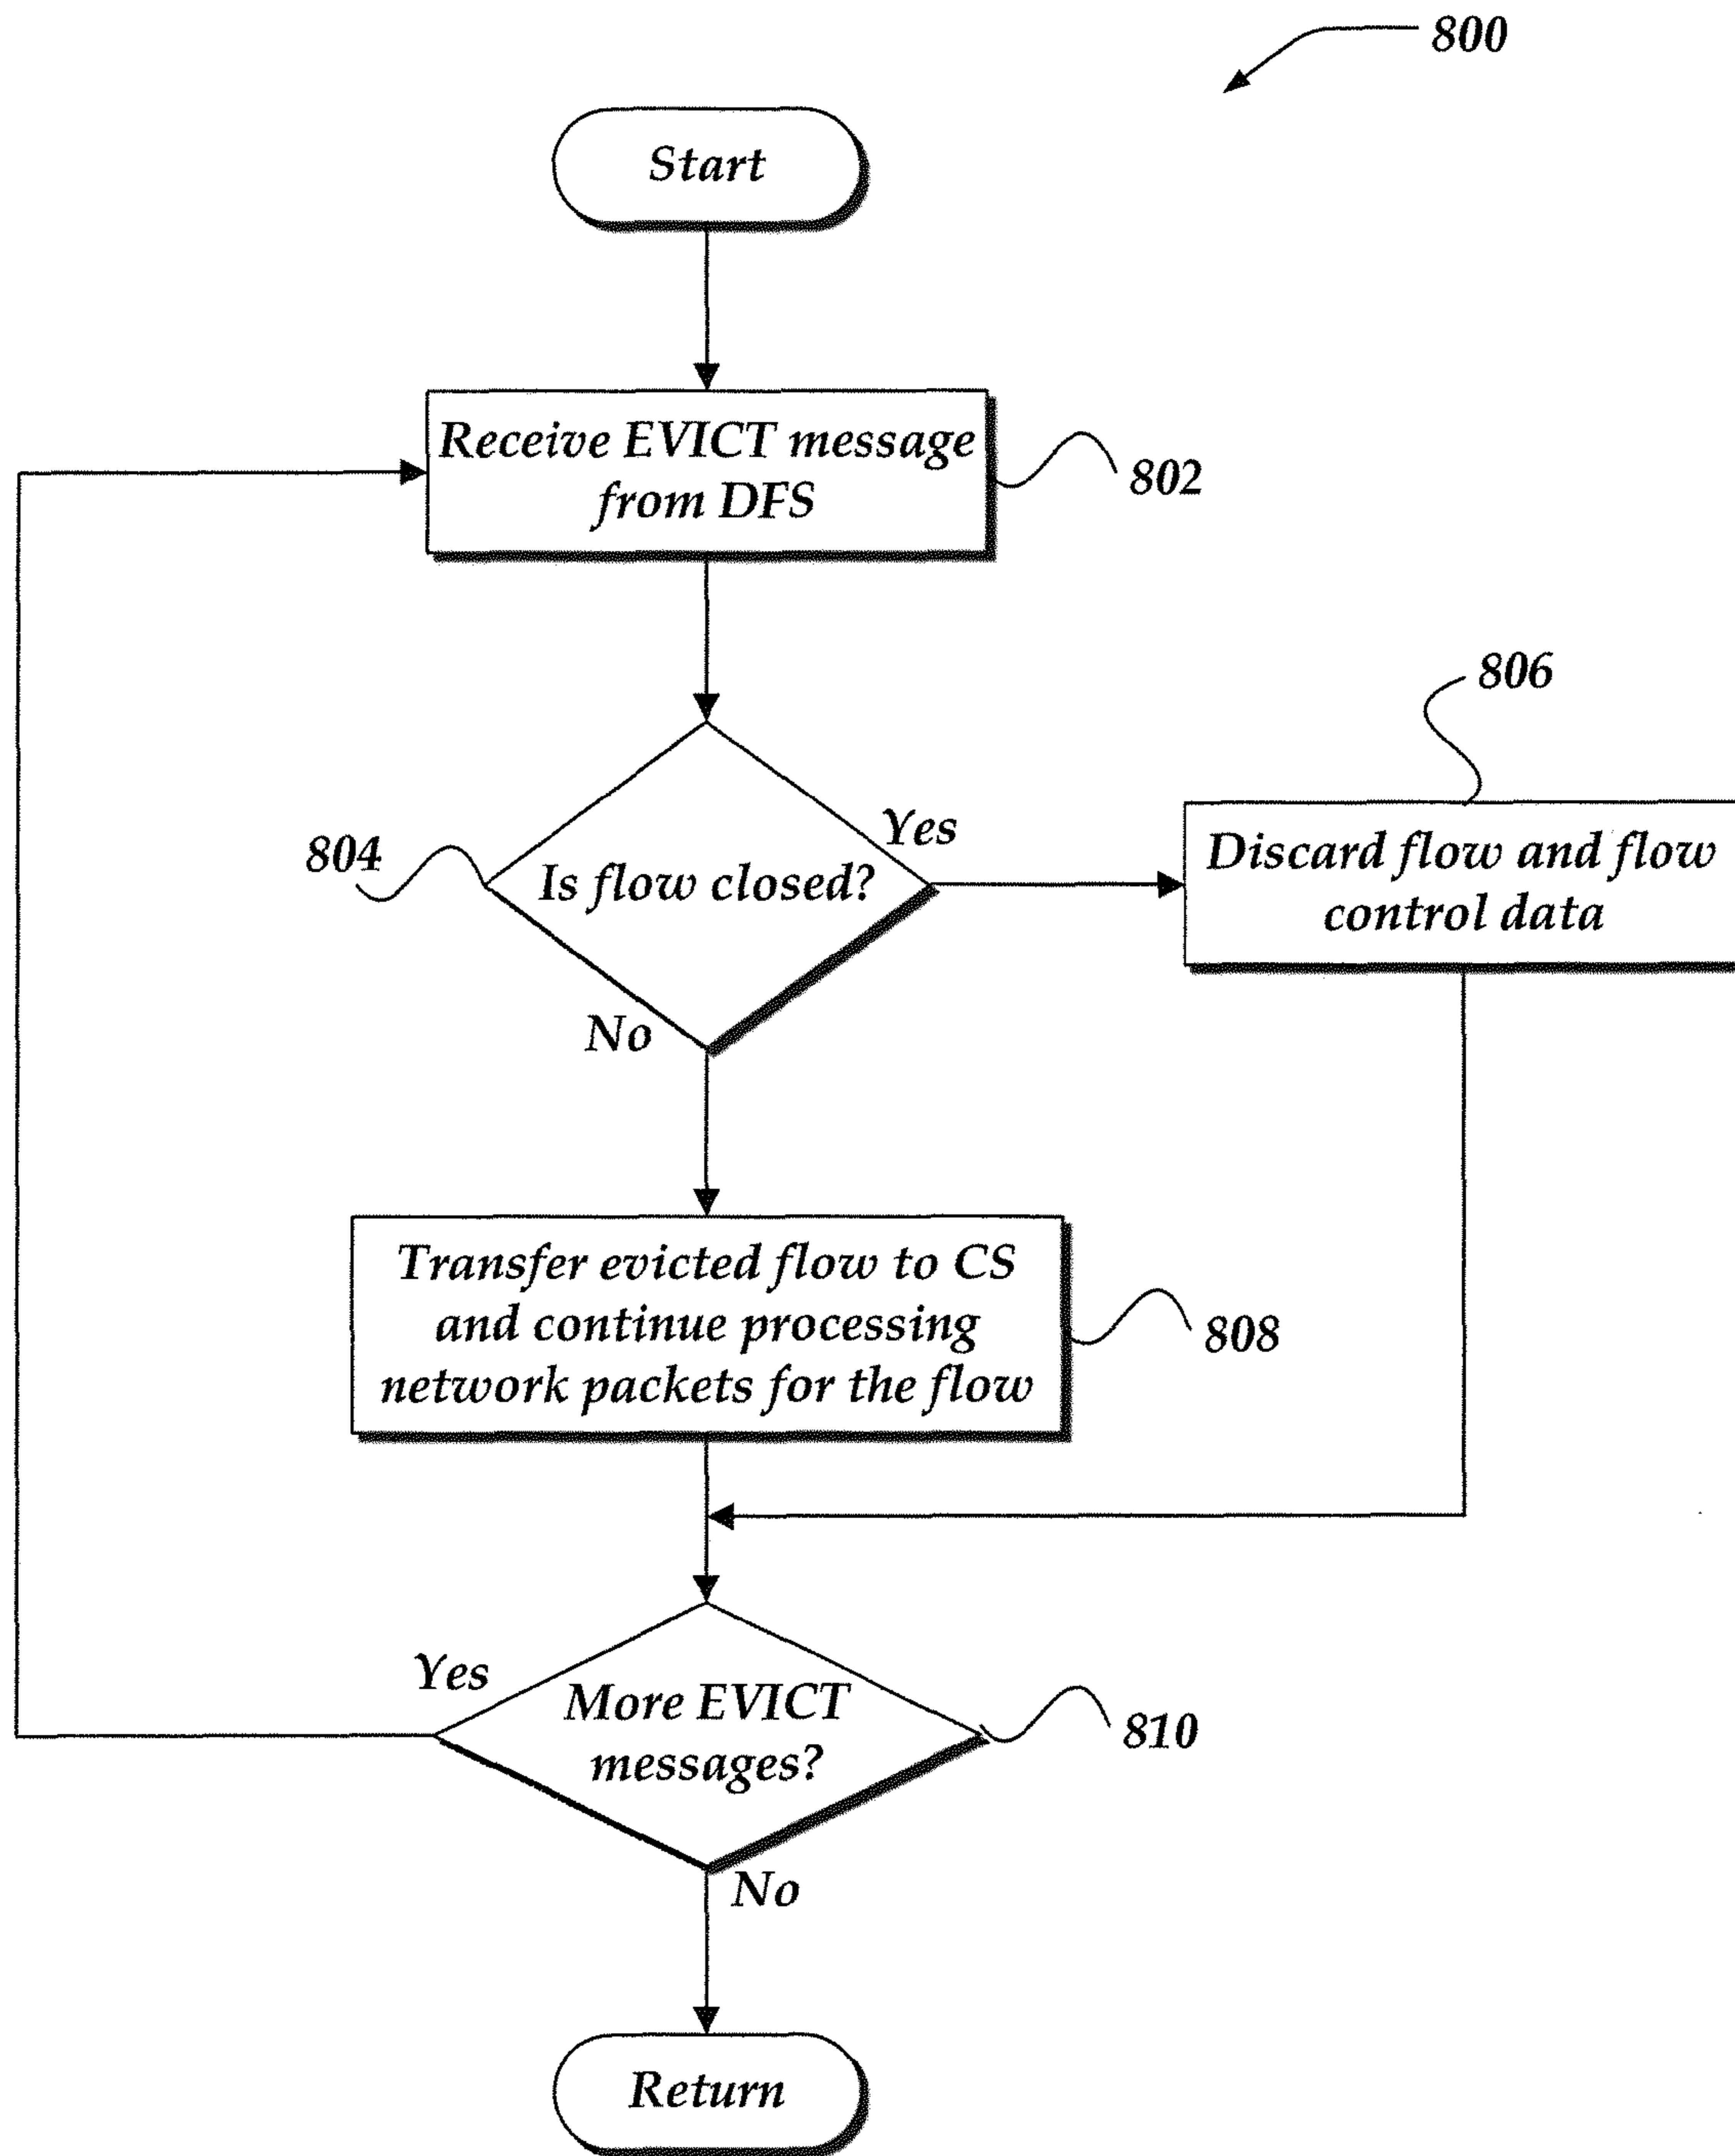 800
Start
Receive EVICT message
from DFS
802
806
Yes
804
Is flow closed?
Discard flow and flow
control data
No
Transfer evicted flow to CS
and continue processing
network packets for the flow
808
Yes
More EVICT
messages?
810
No
Return